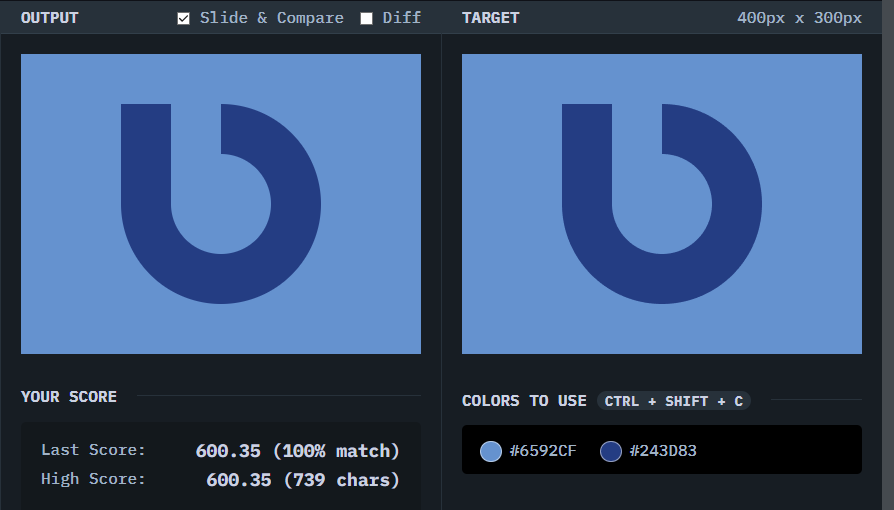 OUTPUT
Slide & Compare
Diff
TARGET
400px x 300px
YOUR SCORE
Last Score: 600.35 (100% match)
High Score: 600.35 (739 chars)
COLORS TO USE CTRL + SHIFT + C
#6592CF #243D83